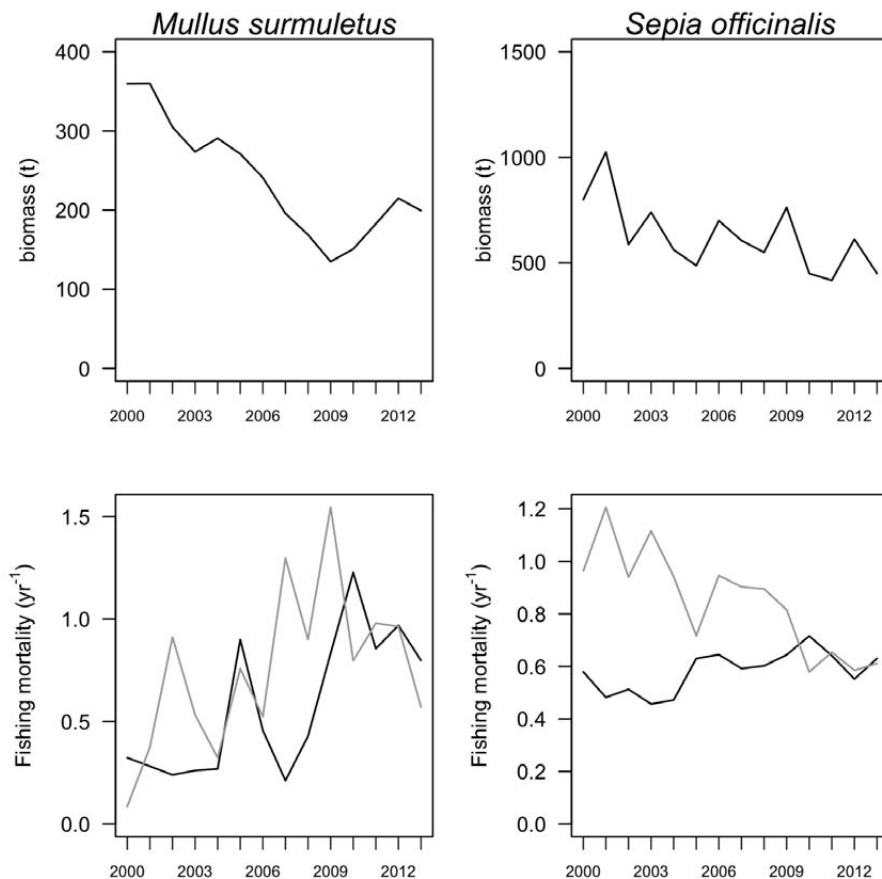 Mullus surmuletus
Sepia officinalis
400
300
200
100
0
biomass (t)
2000 2003 2006 2009 2012
1500
1000
500
0
biomass (t)
2000 2003 2006 2009 2012
1.5
1.0
0.5
0.0
Fishing mortality (yr-1)
2000 2003 2006 2009 2012
1.2
1.0
0.8
0.6
0.4
0.2
0.0
Fishing mortality (yr-1)
2000 2003 2006 2009 2012